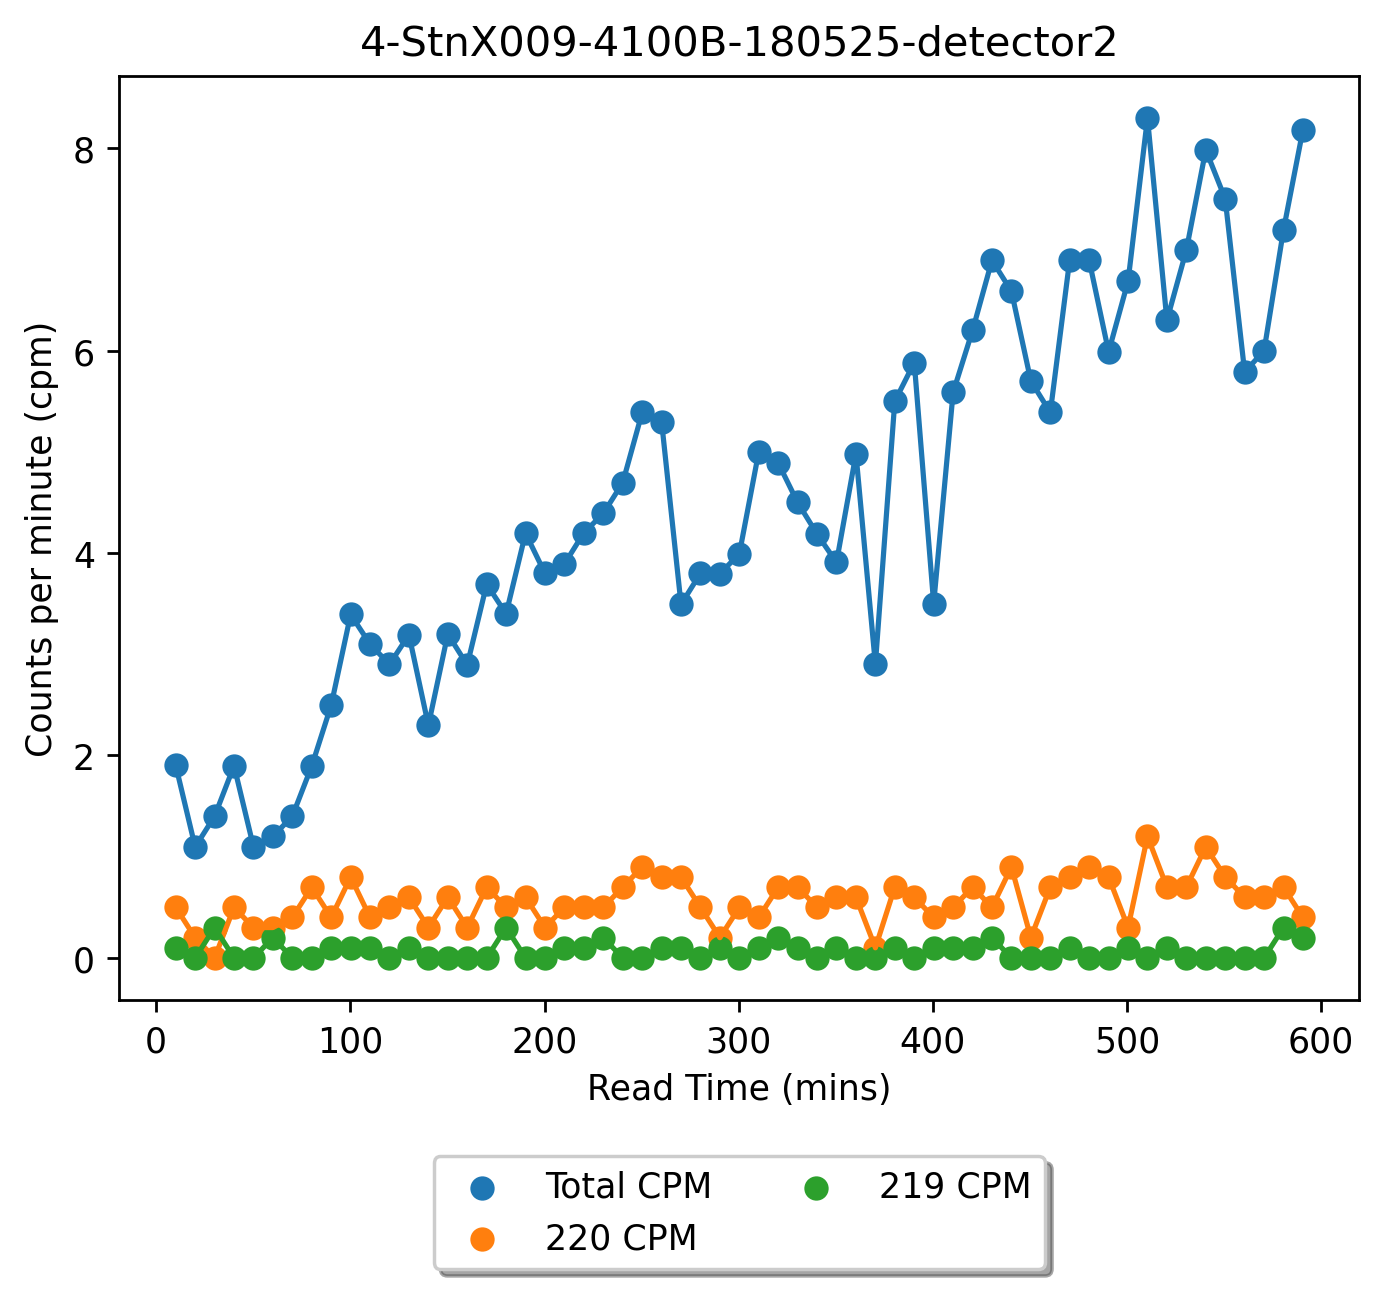 4-StnX009-4100B-180525-detector2
Counts per minute (cpm)
8
6
4
2
0
0 100 200 300 400 500 600
Read Time (mins)
Total CPM 219 CPM
220 CPM